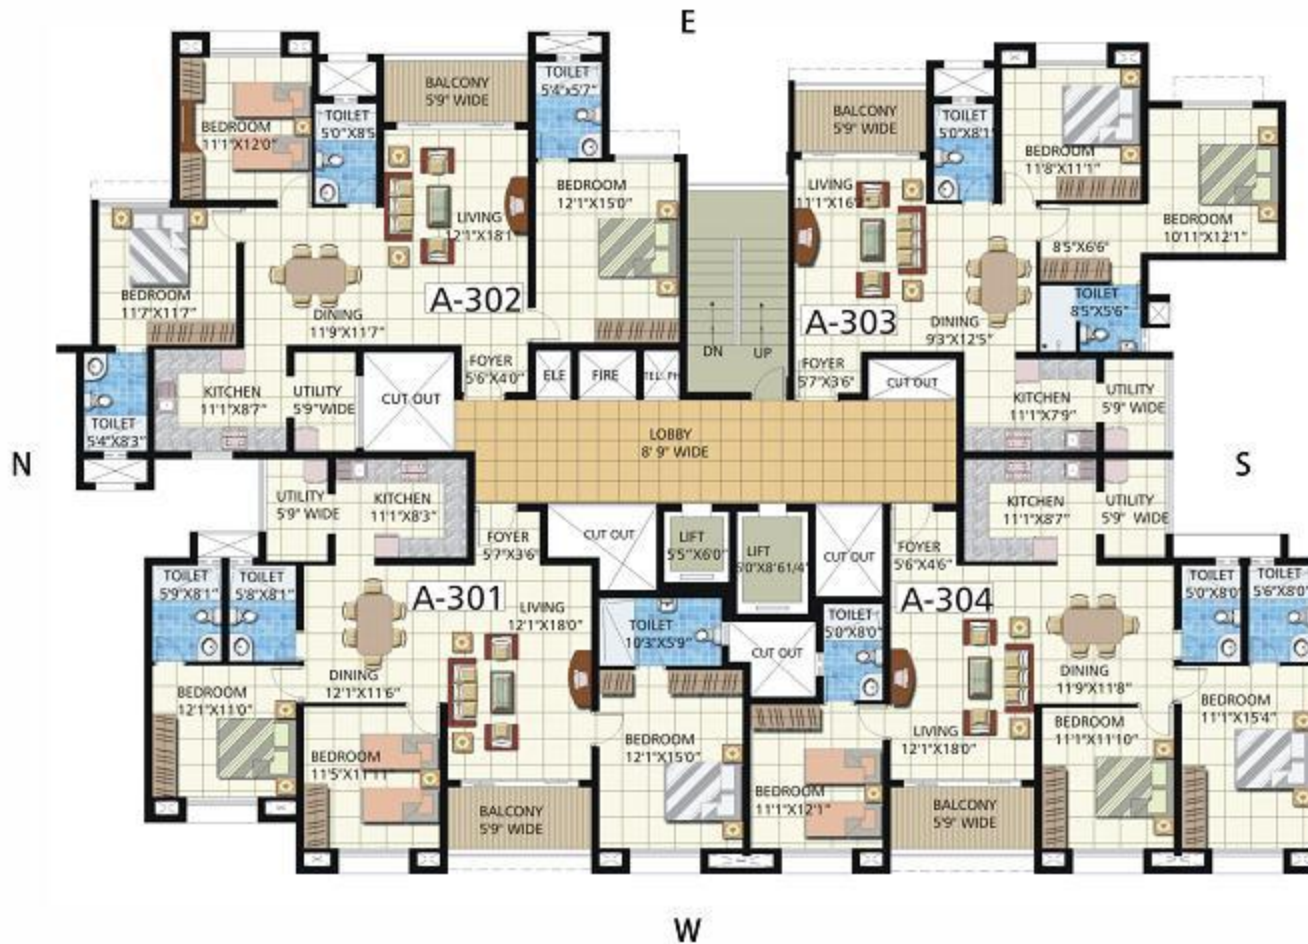 E
BEDROOM
11'1"X12'0"
TOILET
5'0"X8'5
BALCONY
5'9" WIDE
TOILET
5'4"x5'7"
BEDROOM
12'1"X15'0"
LIVING
12'1"X18'1
BEDROOM
11'7"X11'7"
DINING
11'9"X11'7"
A-302
FOYER
5'6"X4'0"
KITCHEN
11'1"X8'7"
UTILITY
5'9"WIDE
CUT OUT
TOILET
5'4"X8'3"
ELE
FIRE
TEL. PH
DN
UP
BALCONY
5'9" WIDE
TOILET
5'0"X8'1
BEDROOM
11'8"X11'1"
LIVING
BEDROOM
10'11"X12'1"
8'5"X6'6"
TOILET
8'5"X5'6"
A-303
DINING
9'3"X12'5"
FOYER
5'7"X3'6"
CUT OUT
KITCHEN
11'1"X7'9"
UTILITY
5'9" WIDE
N
LOBBY
8' 9" WIDE
S
UTILITY
5'9" WIDE
KITCHEN
11'1"X8'3"
FOYER
5'7"X3'6"
CUT OUT
LIFT
5'5"X6'0"
LIFT
5'0"X8'61/4"
CUT OUT
FOYER
5'6"X4'6"
KITCHEN
11'1"X8'7"
UTILITY
5'9" WIDE
TOILET
5'9"X8'1"
TOILET
5'8"X8'1"
A-301
LIVING
12'1"X18'0"
TOILET
10'3"X5'9"
DINING
12'1"X11'6"
BEDROOM
12'1"X11'0"
BEDROOM
11'5"X11'11"
BALCONY
5'9" WIDE
BEDROOM
12'1"X15'0"
CUT OUT
TOILET
5'0"X8'0"
A-304
TOILET
5'0"X8'0"
TOILET
5'6"X8'0"
DINING
11'9"X11'8"
LIVING
12'1"X18'0"
BEDROOM
11'1"X12'1"
BALCONY
5'9" WIDE
BEDROOM
11'1"X11'10"
BEDROOM
11'1"X15'4"
W